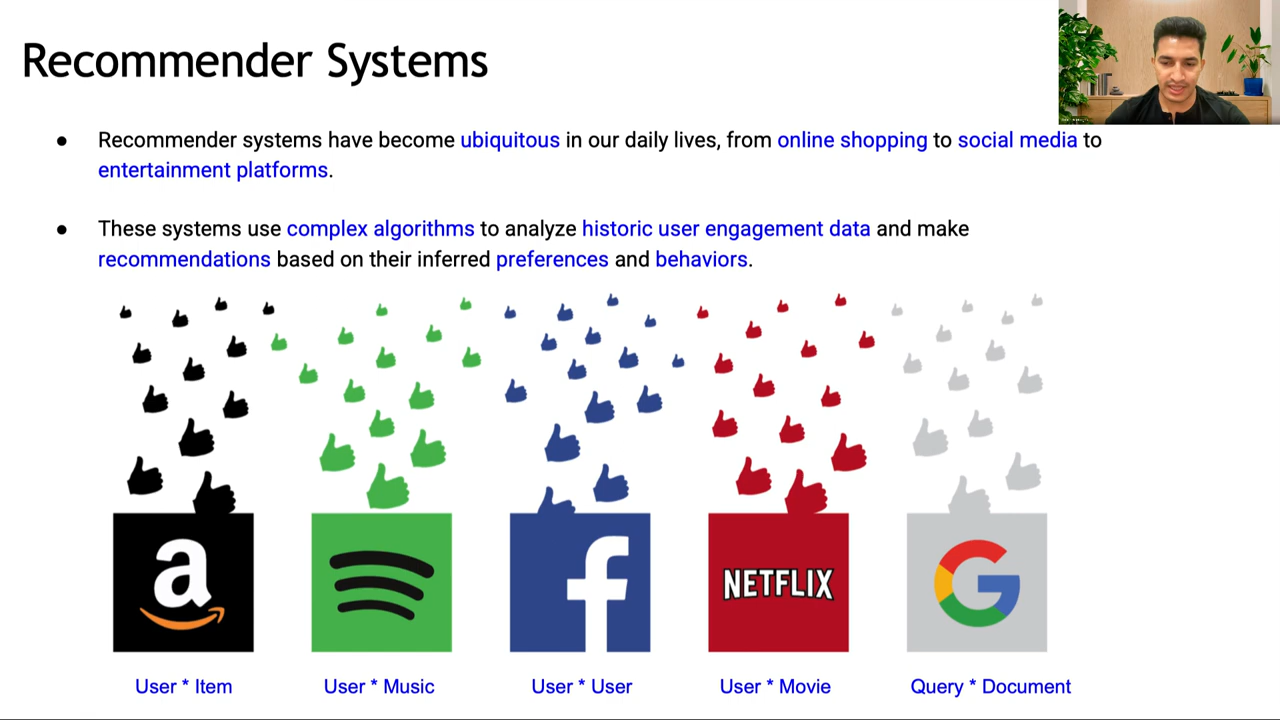 Recommender Systems
● Recommender systems have become ubiquitous in our daily lives, from online shopping to social media to
entertainment platforms.
● These systems use complex algorithms to analyze historic user engagement data and make
recommendations based on their inferred preferences and behaviors.
a
f
NETFLIX
G
User * Item
User * Music
User * User
User * Movie
Query * Document